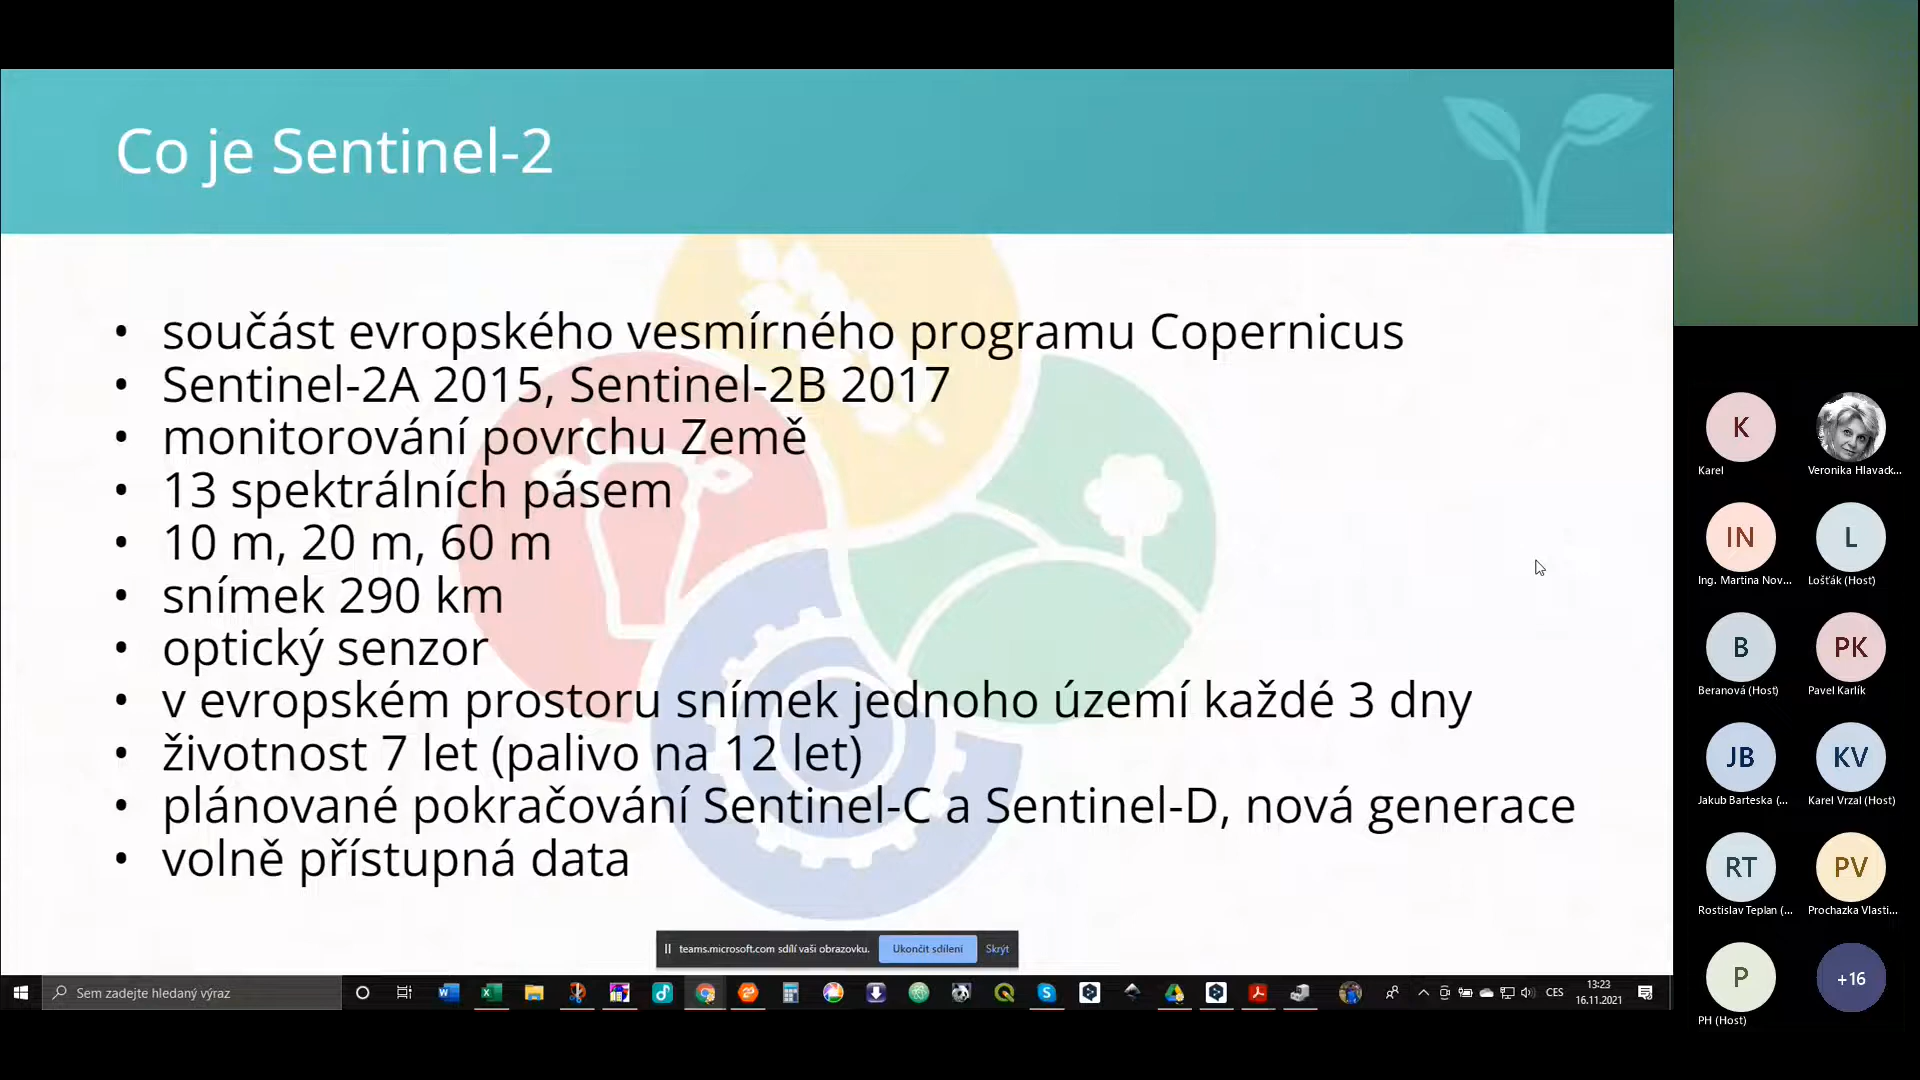 Co je Sentinel-2
• součást evropského vesmírného programu Copernicus
• Sentinel-2A 2015, Sentinel-2B 2017
• monitorování povrchu Země
• 13 spektrálních pásem
• 10 m, 20 m, 60 m
• snímek 290 km
• optický senzor
• v evropském prostoru snímek jednoho území každé 3 dny
• životnost 7 let (palivo na 12 let)
• plánované pokračování Sentinel-C a Sentinel-D, nová generace
• volně přístupná data
teams.microsoft.com sdílí vaši obrazovku. Ukončit sdílení Skrýt
Sem zadejte hledaný výraz
CES
13:23
16.11.2021
K
Karel
Veronika Hlavack...
IN
Ing. Martina Nov...
L
Lošťák (Host)
B
Beranová (Host)
PK
Pavel Karlík
JB
Jakub Barteska (...
KV
Karel Vrzal (Host)
RT
Rostislav Teplan (...
PV
Prochazka Vlasti...
P
PH (Host)
+16